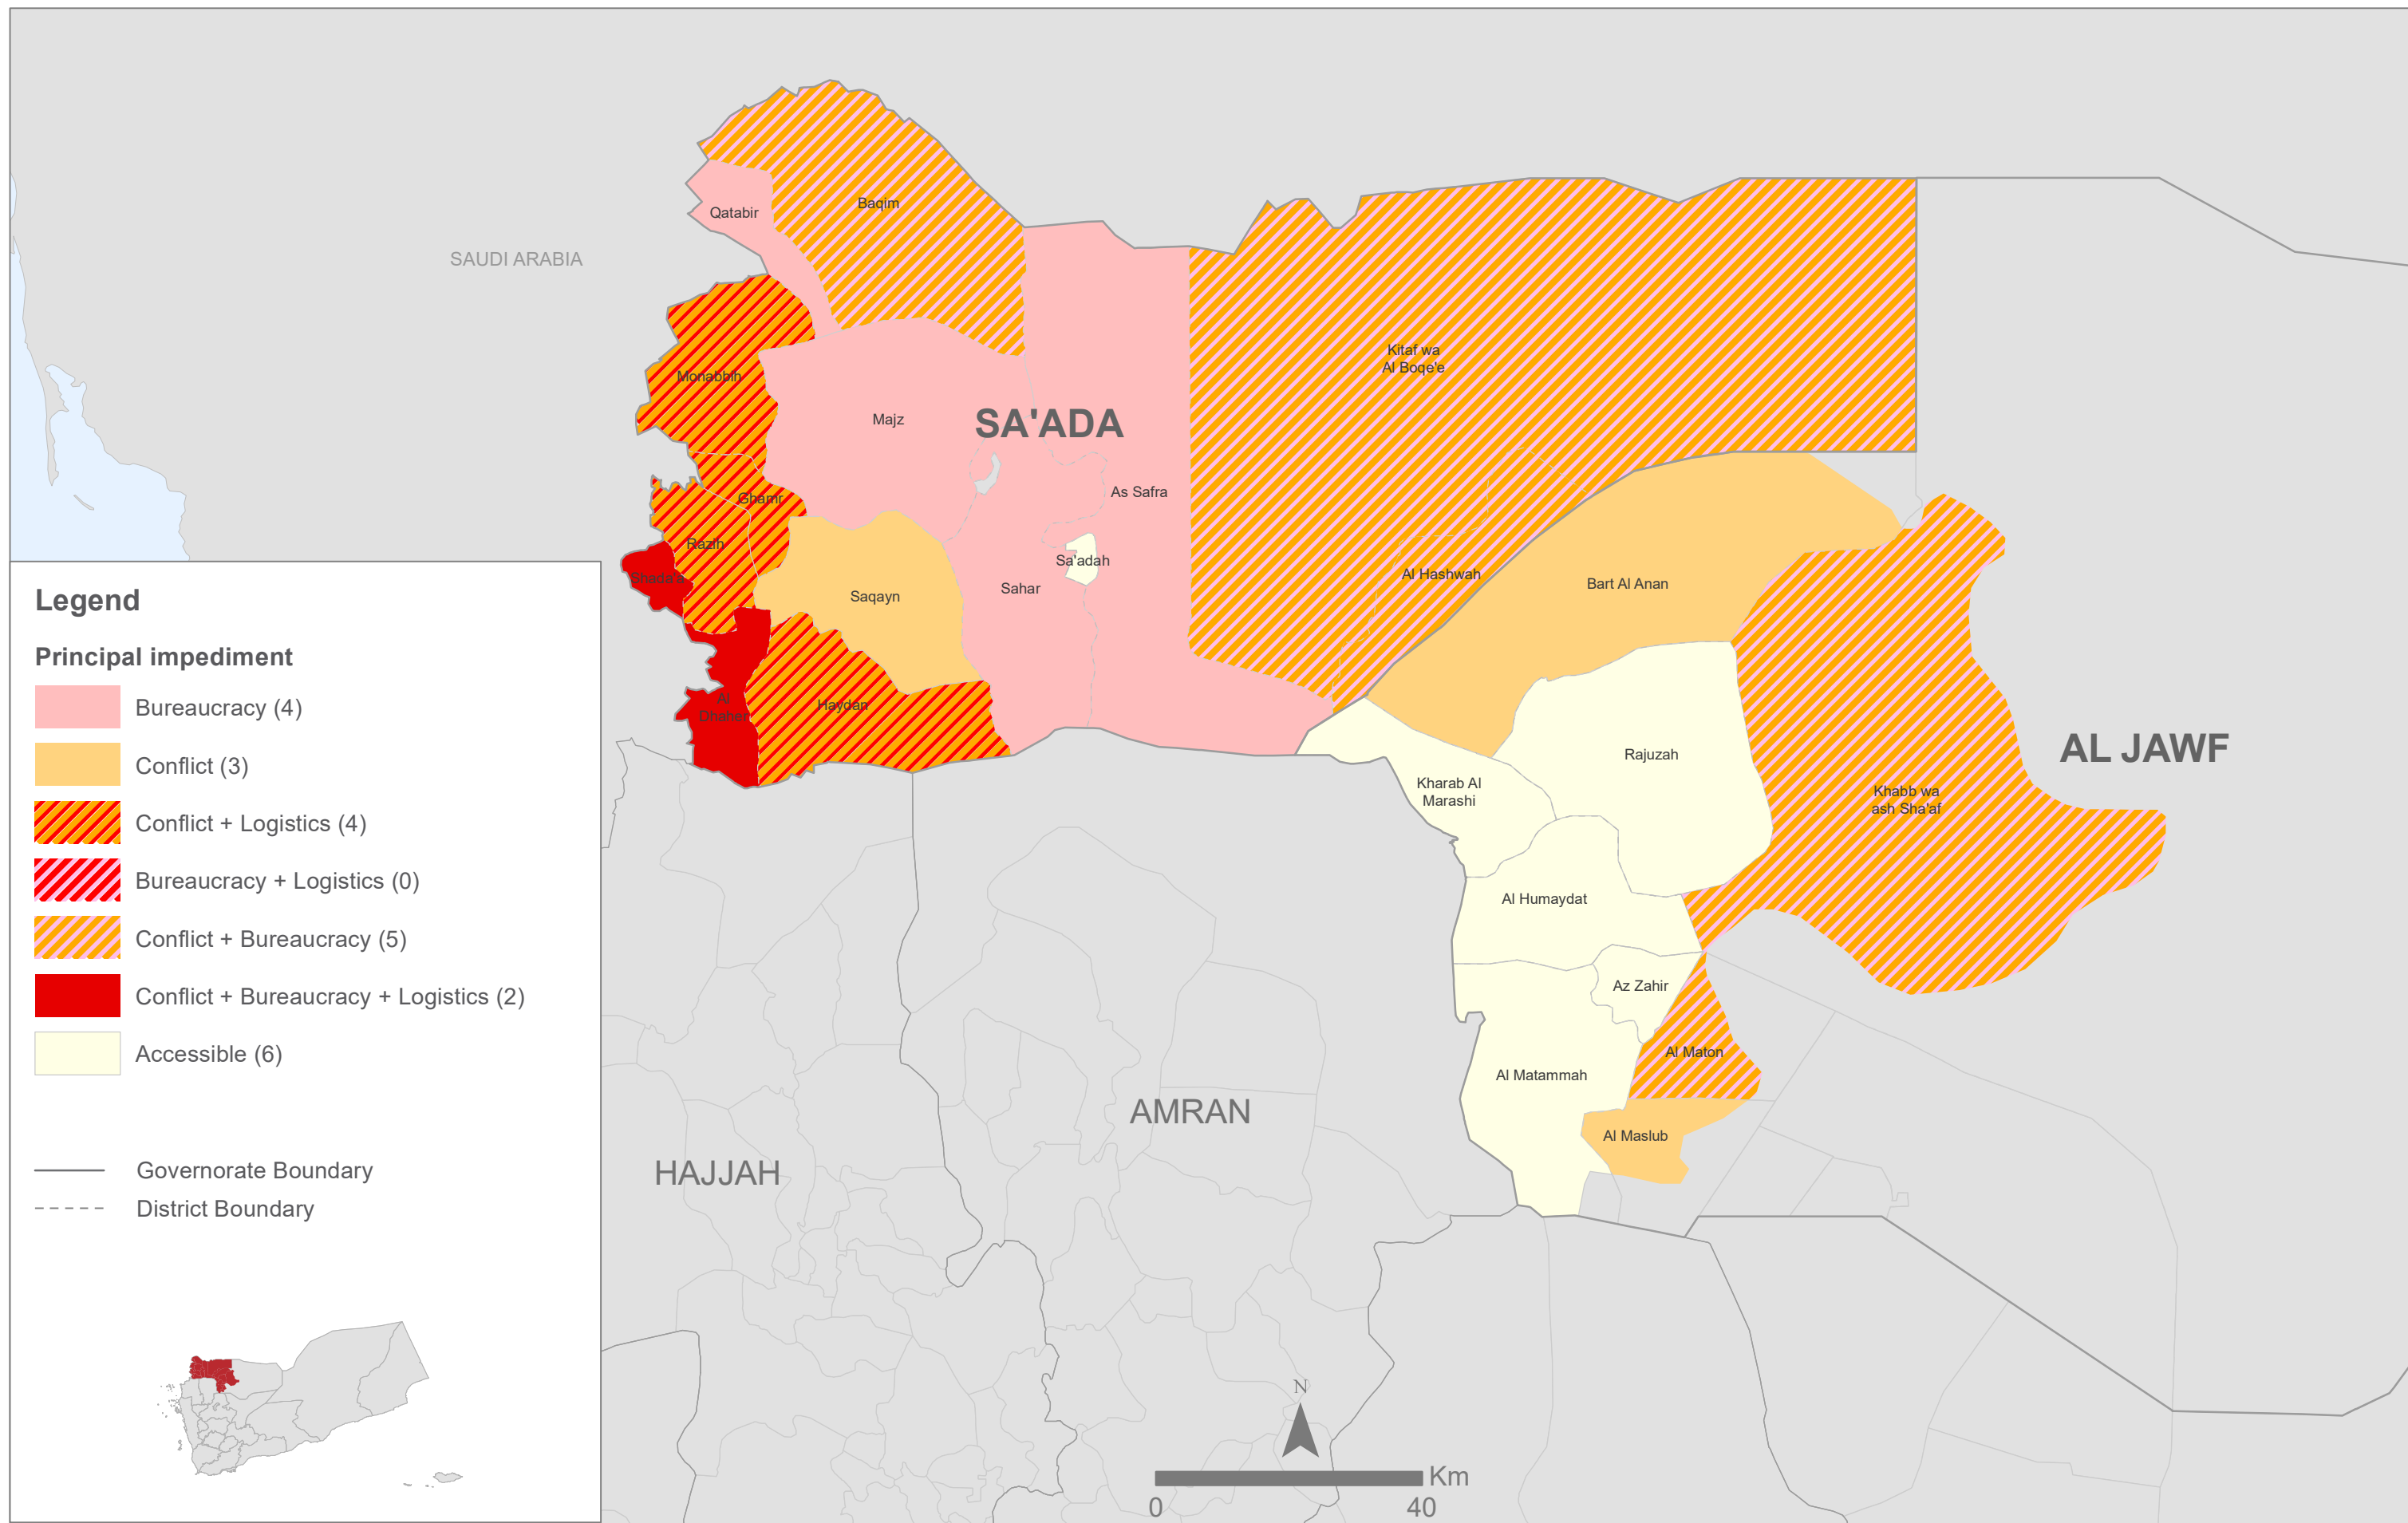 Qatabir
Baqim
SAUDI ARABIA
Monabbih
Majz
SA'ADA
Kitaf wa
Al Boqe'e
Ghamr
As Safra
Razih
Shada'a
Saqayn
Sahar
Sa'adah
Al Hashwah
Bart Al Anan
Al
Dhaher
Haydan
Rajuzah
AL JAWF
Kharab Al
Marashi
Khabb wa
ash Sha'af
Al Humaydat
Az Zahir
Al Maton
Al Matammah
Al Maslub
AMRAN
HAJJAH
Legend
Principal impediment
Bureaucracy (4)
Conflict (3)
Conflict + Logistics (4)
Bureaucracy + Logistics (0)
Conflict + Bureaucracy (5)
Conflict + Bureaucracy + Logistics (2)
Accessible (6)
Governorate Boundary
District Boundary
N
Km
0 40